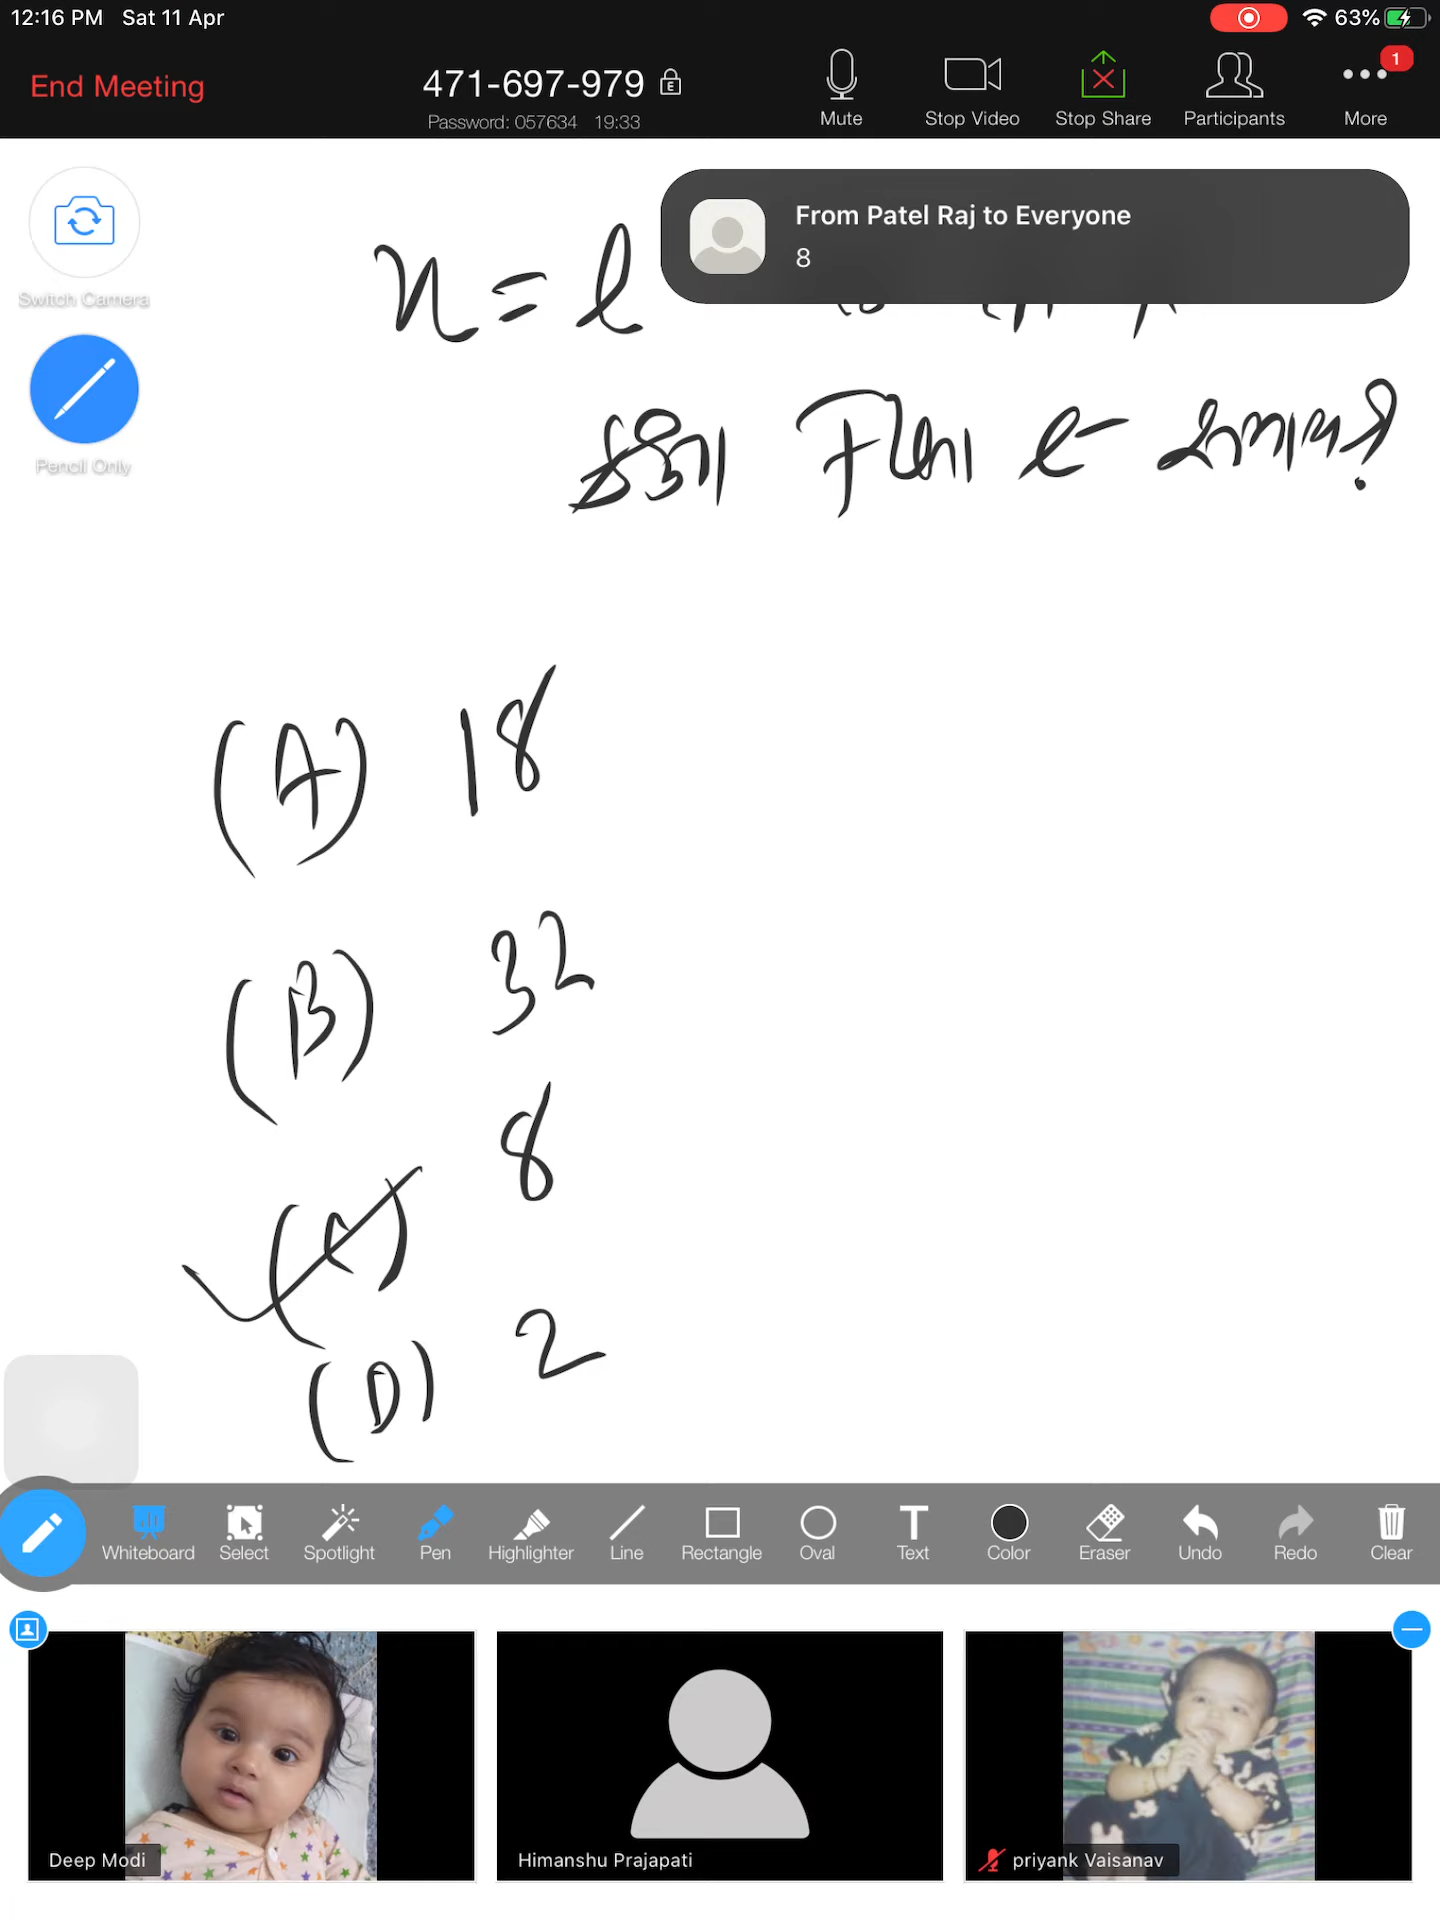 12:16 PM Sat 11 Apr
63%
End Meeting
471-697-979
Password: 057634 19:33
Mute
Stop Video
Stop Share
Participants
More
1
From Patel Raj to Everyone
8
Switch Camera
Pencil Only
n = l
?
(A) 18
(B) 32
(C) 8
(D) 2
Whiteboard
Select
Spotlight
Pen
Highlighter
Line
Rectangle
Oval
Text
Color
Eraser
Undo
Redo
Clear
Deep Modi
Himanshu Prajapati
priyank Vaisanav